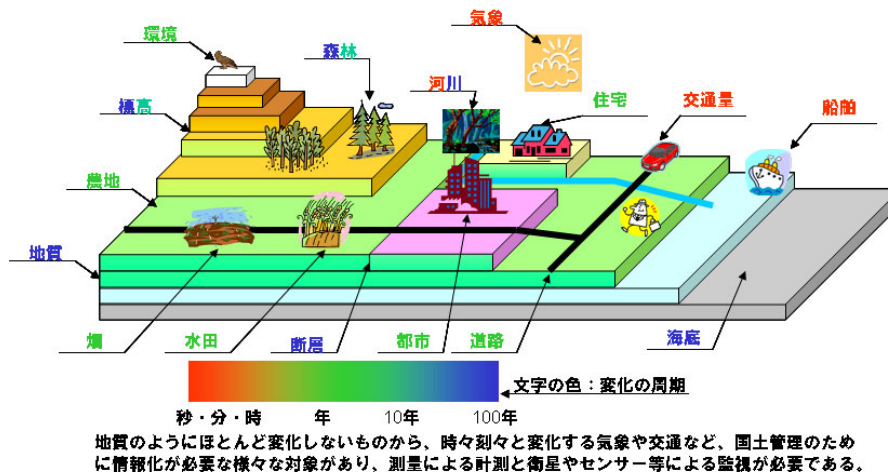 気象
環境
森林
河川
住宅
交通量
船舶
標高
農地
地質
畑
水田
断層
都市
道路
海底
文字の色：変化の周期
秒・分・時
年
10年
100年
地質のようにほとんど変化しないものから、時々刻々と変化する気象や交通など、国土管理のため
に情報化が必要な様々な対象があり、測量による計測と衛星やセンサー等による監視が必要である。